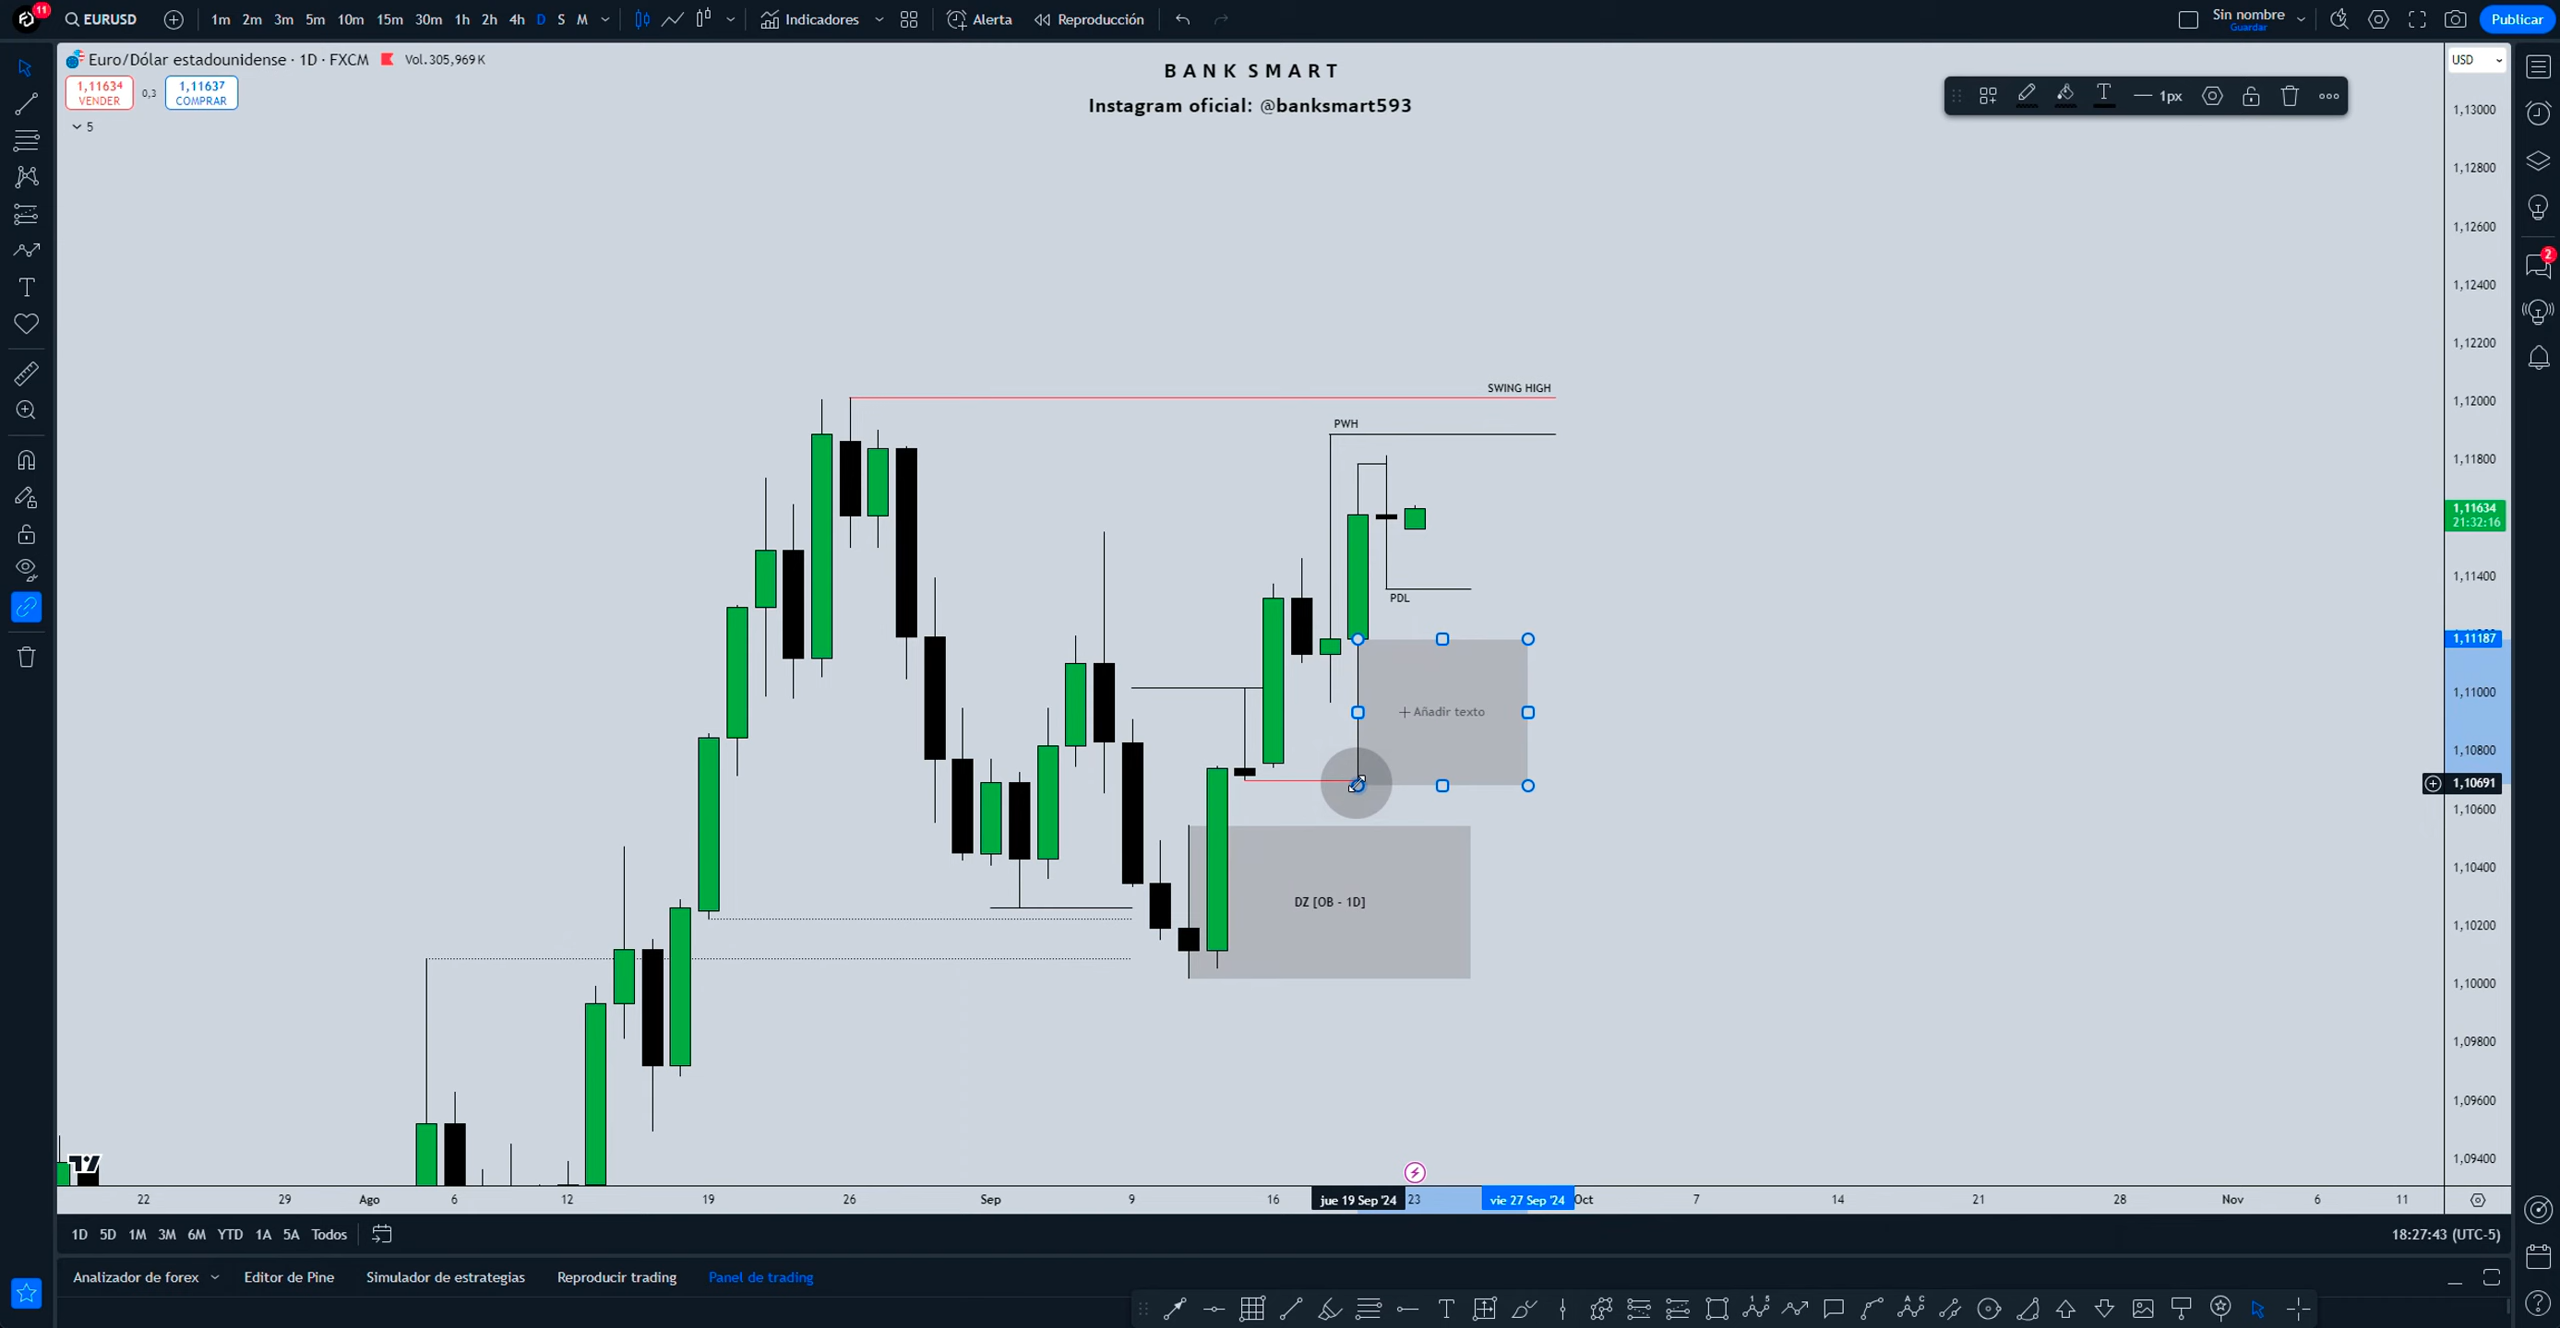 11
EURUSD
1m 2m 3m 5m 10m 15m 30m 1h 2h 4h D S M
Indicadores
Alerta
Reproducción
Sin nombre
Guardar
Publicar
Euro/Dólar estadounidense · 1D · FXCM
Vol.305,969 K
1,11634
VENDER
0,3
1,11637
COMPRAR
5
BANK SMART
Instagram oficial: @banksmart593
1px
USD
1,13000
1,12800
1,12600
1,12400
1,12200
1,12000
1,11800
1,11634
21:32:16
1,11400
1,11187
1,11000
1,10800
1,10691
1,10600
1,10400
1,10200
1,10000
1,09800
1,09600
1,09400
2
SWING HIGH
PWH
PDL
Añadir texto
DZ [OB - 1D]
22 29 Ago 6 12 19 26 Sep 9 16 jue 19 Sep '24 23 vie 27 Sep '24 Oct 7 14 21 28 Nov 6 11
1D 5D 1M 3M 6M YTD 1A 5A Todos
18:27:43 (UTC-5)
Analizador de forex
Editor de Pine
Simulador de estrategias
Reproducir trading
Panel de trading